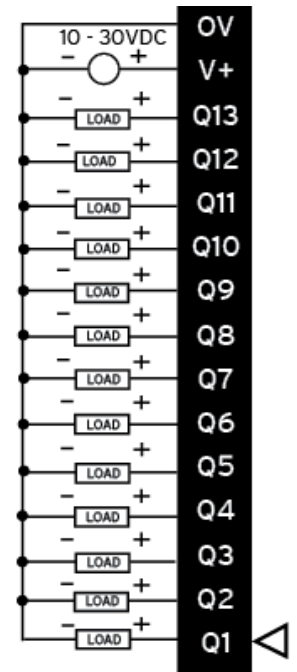 0V
10 - 30VDC
- + V+
- LOAD + Q13
- LOAD + Q12
- LOAD + Q11
- LOAD + Q10
- LOAD + Q9
- LOAD + Q8
- LOAD + Q7
- LOAD + Q6
- LOAD + Q5
- LOAD + Q4
- LOAD + Q3
- LOAD + Q2
- LOAD + Q1